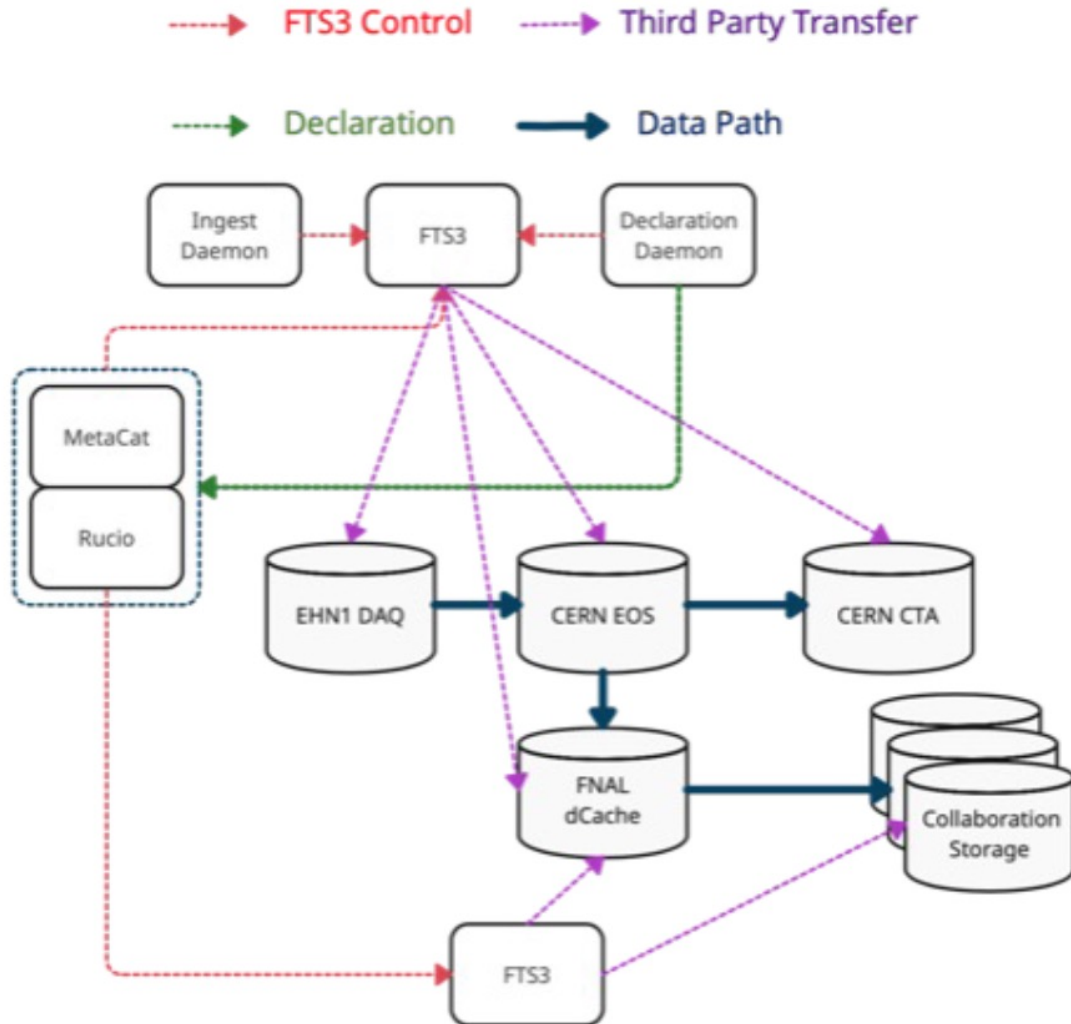 FTS3 Control
Third Party Transfer
Declaration
Data Path
Ingest
Daemon
FTS3
Declaration
Daemon
MetaCat
Rucio
EHN1 DAQ
CERN EOS
CERN CTA
FNAL
dCache
Collaboration
Storage
FTS3